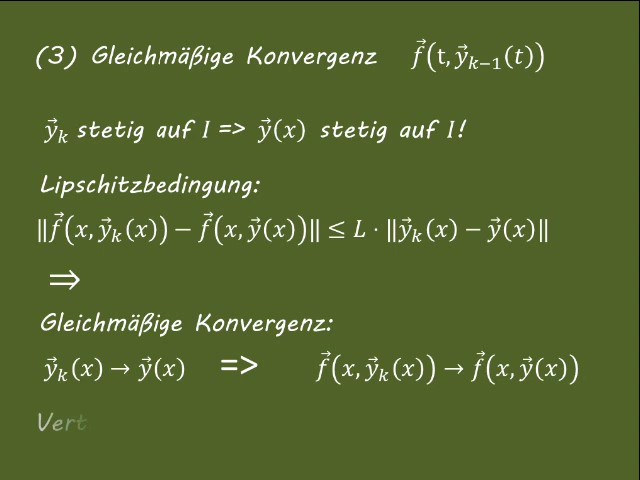 (3) Gleichmäßige Konvergenz f⃗(t, y⃗ₖ₋₁(t))
y⃗ₖ stetig auf I => y⃗(x) stetig auf I!
Lipschitzbedingung:
‖f⃗(x, y⃗ₖ(x)) − f⃗(x, y⃗(x))‖ ≤ L · ‖y⃗ₖ(x) − y⃗(x)‖
⇒
Gleichmäßige Konvergenz:
y⃗ₖ(x) → y⃗(x) => f⃗(x, y⃗ₖ(x)) → f⃗(x, y⃗(x))
Vert